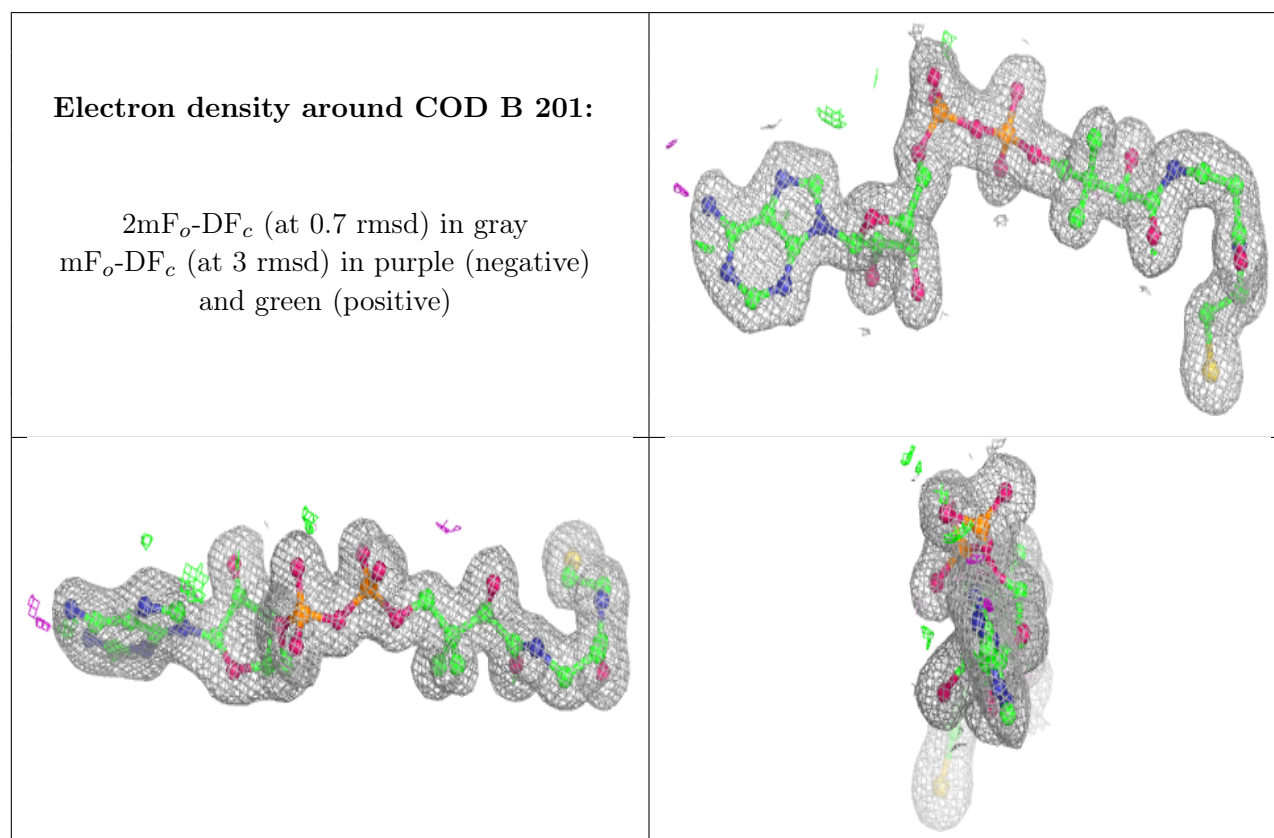 Electron density around COD B 201:
2mFo-DFc (at 0.7 rmsd) in gray
mFo-DFc (at 3 rmsd) in purple (negative)
and green (positive)